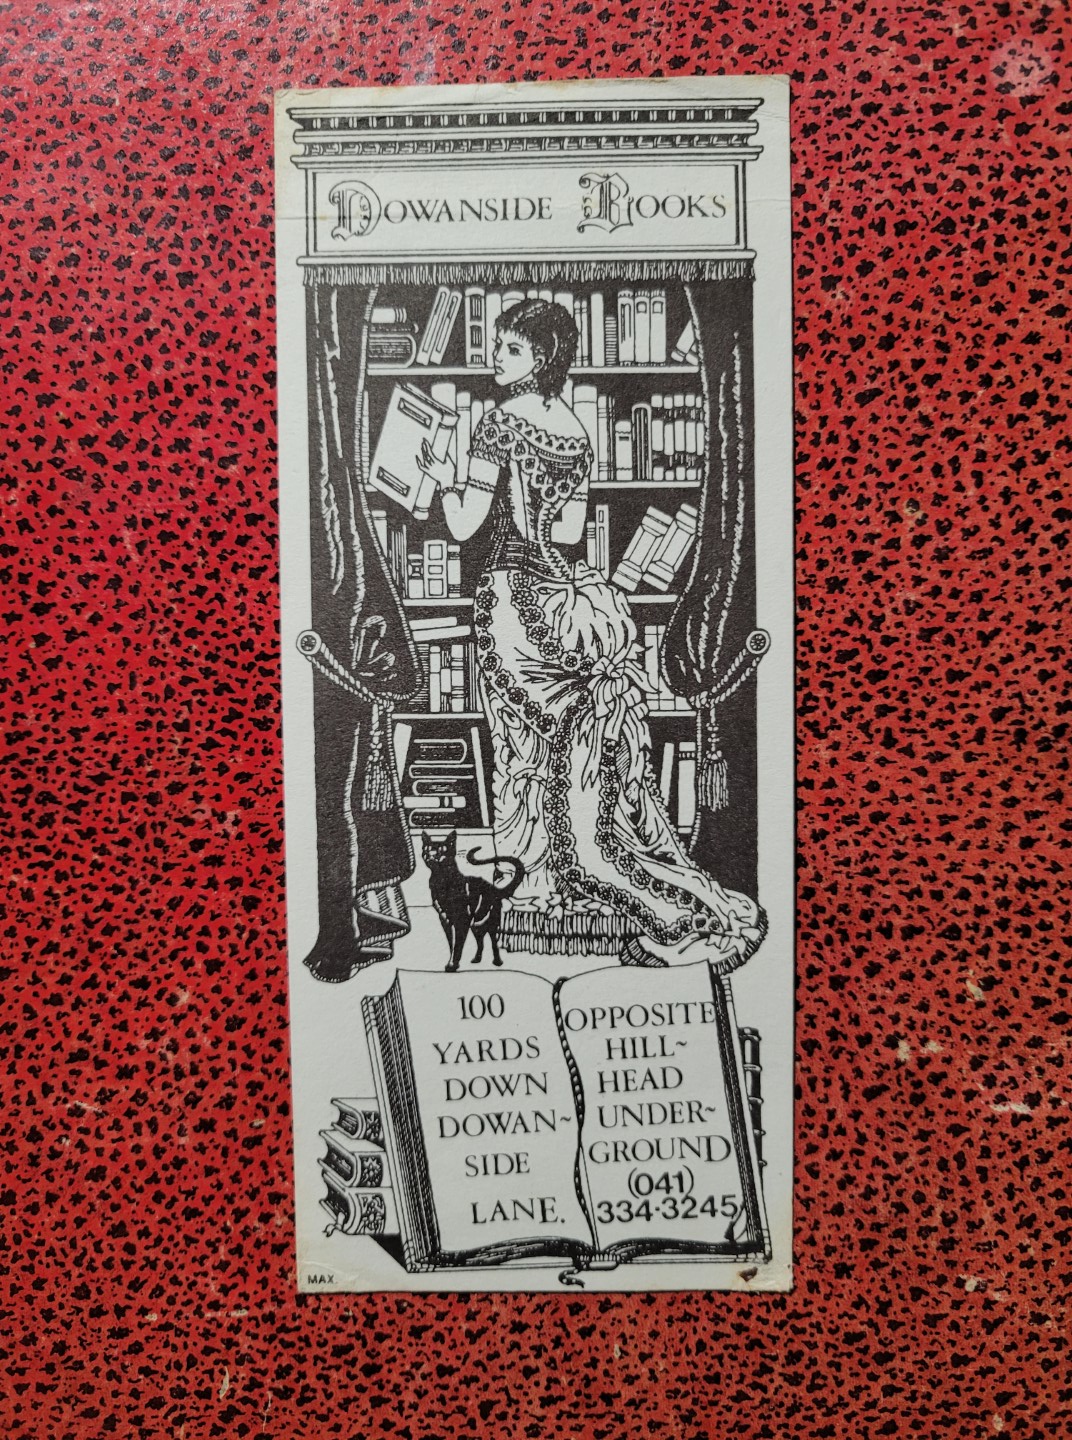 DOWANSIDE BOOKS
100
YARDS
DOWN
DOWAN~
SIDE
LANE.
OPPOSITE
HILL~
HEAD
UNDER~
GROUND
(041)
334·3245
MAX.